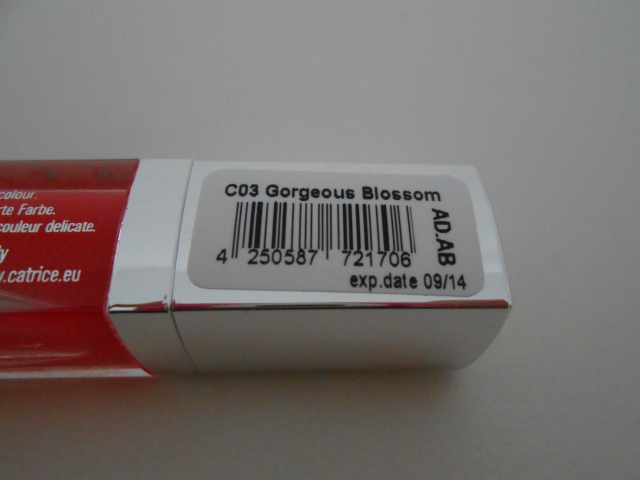 colour.
rte Farbe.
couleur delicate.
ly
w.catrice.eu
C03 Gorgeous Blossom
AD.AB
4 250587 721706
exp.date 09/14